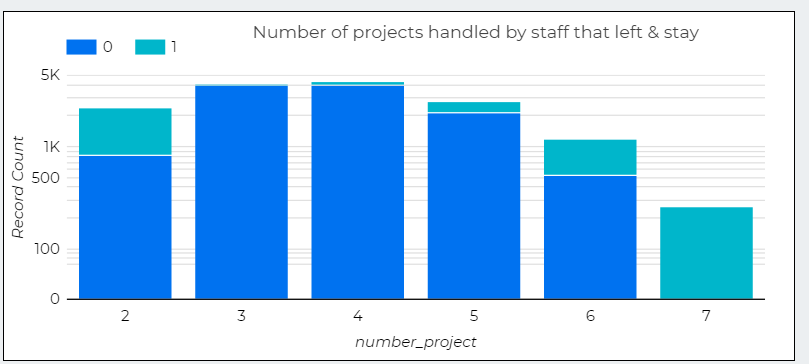 Number of projects handled by staff that left & stay
0 1
5K
1K
500
100
0
Record Count
2 3 4 5 6 7
number_project